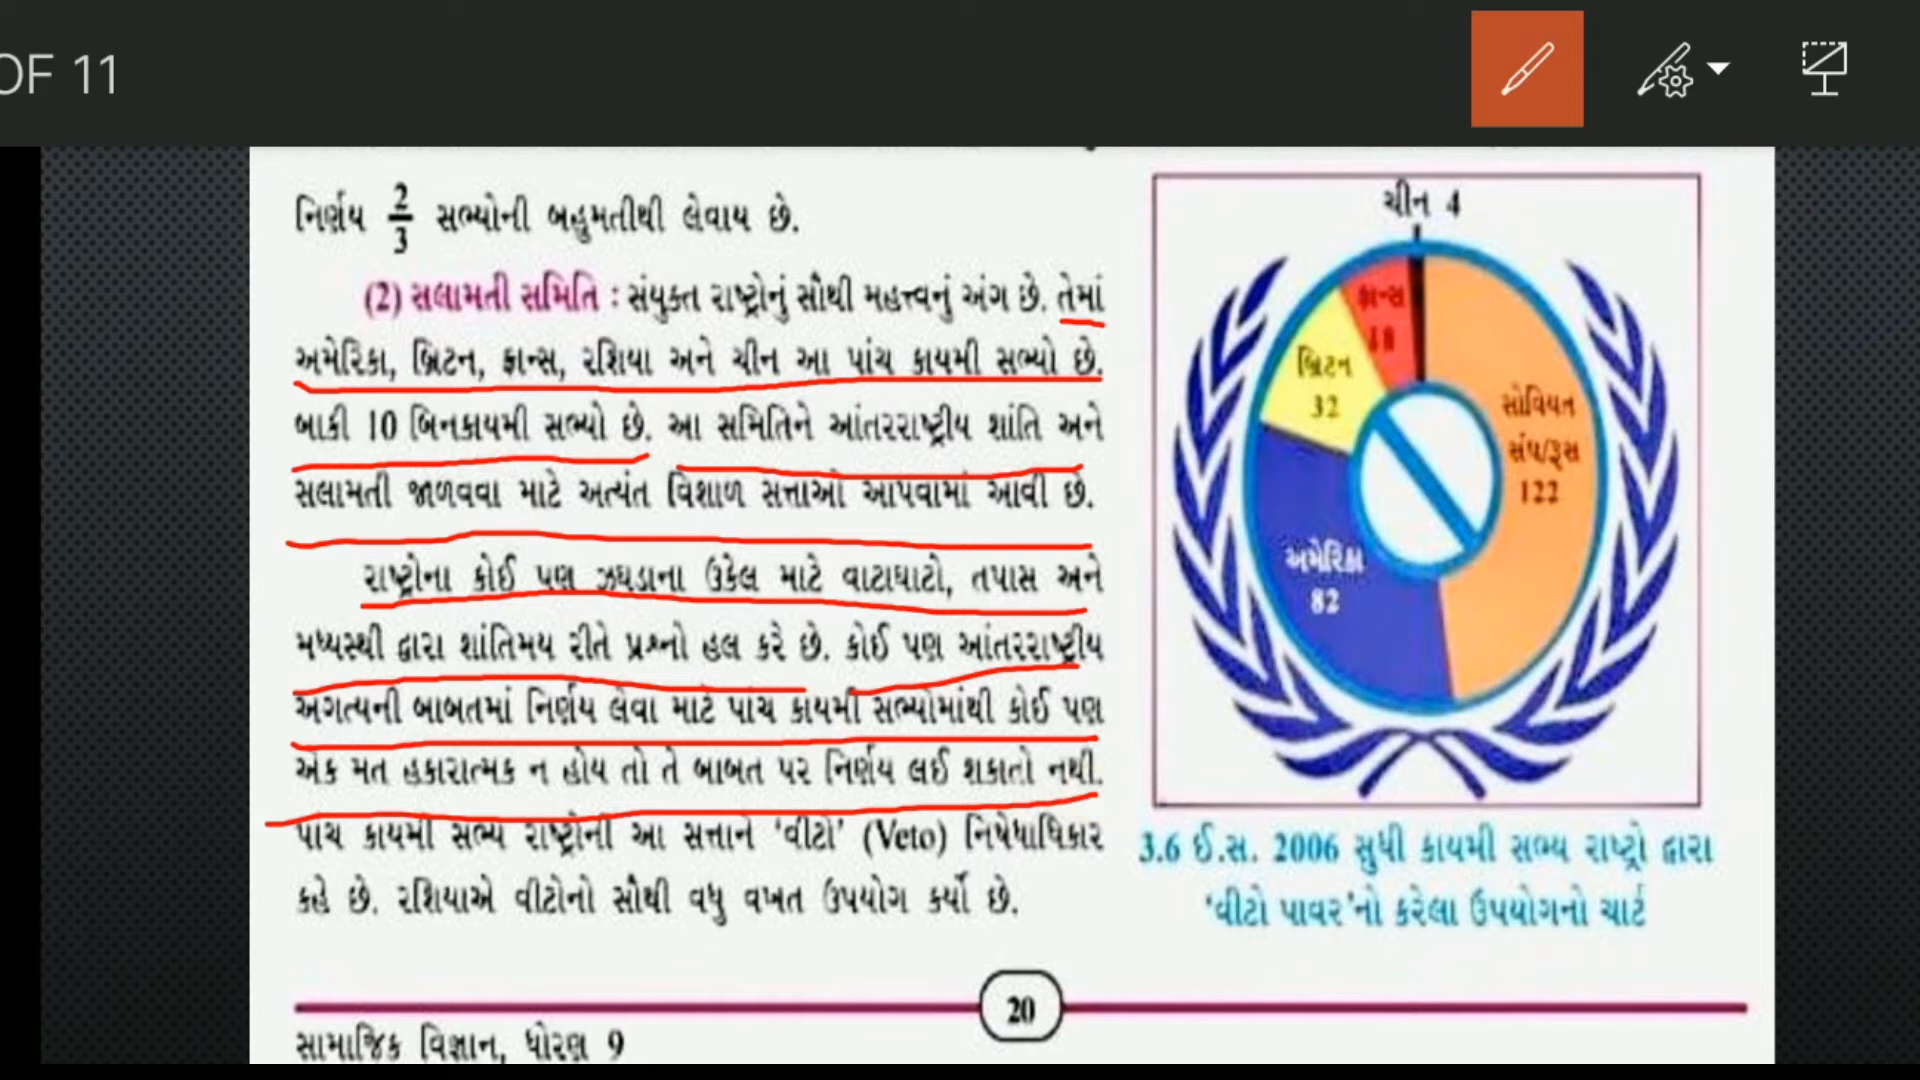 OF 11
નિર્ણય 2/3 સભ્યોની બહુમતીથી લેવાય છે.
(2) સલામતી સમિતિ : સંયુક્ત રાષ્ટ્રોનું સૌથી મહત્ત્વનું અંગ છે. તેમાં
અમેરિકા, બ્રિટન, ફ્રાન્સ, રશિયા અને ચીન આ પાંચ કાયમી સભ્યો છે.
બાકી 10 બિનકાયમી સભ્યો છે. આ સમિતિને આંતરરાષ્ટ્રીય શાંતિ અને
સલામતી જાળવવા માટે અત્યંત વિશાળ સત્તાઓ આપવામાં આવી છે.
રાષ્ટ્રોના કોઈ પણ ઝઘડાના ઉકેલ માટે વાટાઘાટો, તપાસ અને
મધ્યસ્થી દ્વારા શાંતિમય રીતે પ્રશ્નો હલ કરે છે. કોઈ પણ આંતરરાષ્ટ્રીય
અગત્યની બાબતમાં નિર્ણય લેવા માટે પાંચ કાયમી સભ્યોમાંથી કોઈ પણ
એક મત હકારાત્મક ન હોય તો તે બાબત પર નિર્ણય લઈ શકાતો નથી.
પાંચ કાયમી સભ્ય રાષ્ટ્રોની આ સત્તાને 'વીટો' (Veto) નિષેધાધિકાર
કહે છે. રશિયાએ વીટોનો સૌથી વધુ વખત ઉપયોગ કર્યો છે.
ચીન 4
ફ્રાન્સ
18
બ્રિટન
32
સોવિયત
સંઘ/રૂસ
122
અમેરિકા
82
3.6 ઈ.સ. 2006 સુધી કાયમી સભ્ય રાષ્ટ્રો દ્વારા
'વીટો પાવર'નો કરેલા ઉપયોગનો ચાર્ટ
20
સામાજિક વિજ્ઞાન, ધોરણ 9